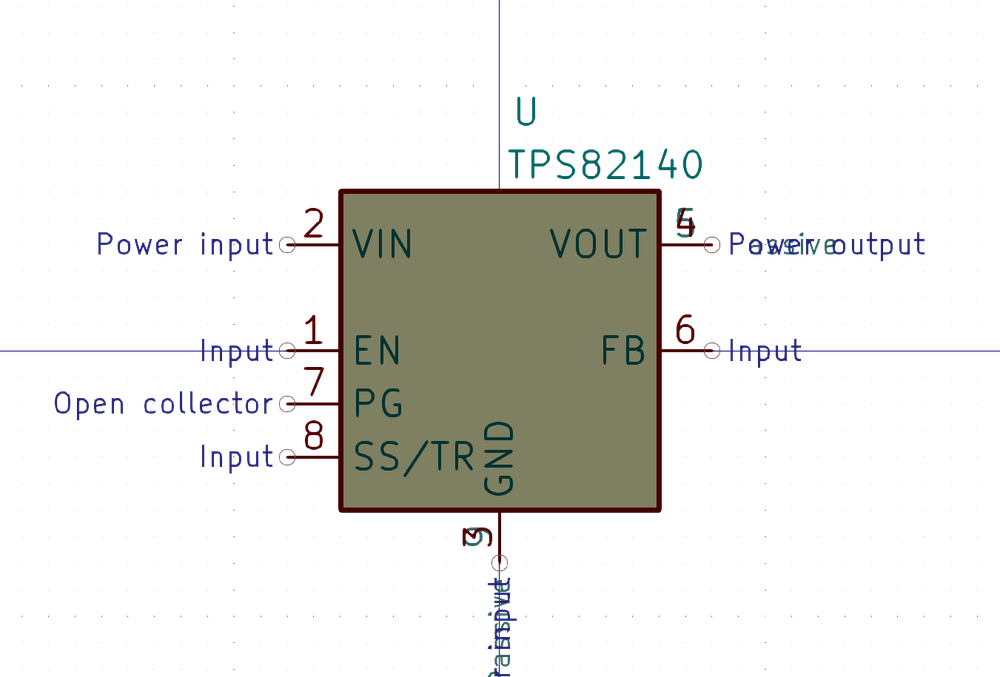 U
TPS82140
Power input 2 VIN VOUT 4 Power output
5 Passive
Input 1 EN FB 6 Input
7
Open collector PG
8
Input SS/TR
GND
3
9
input